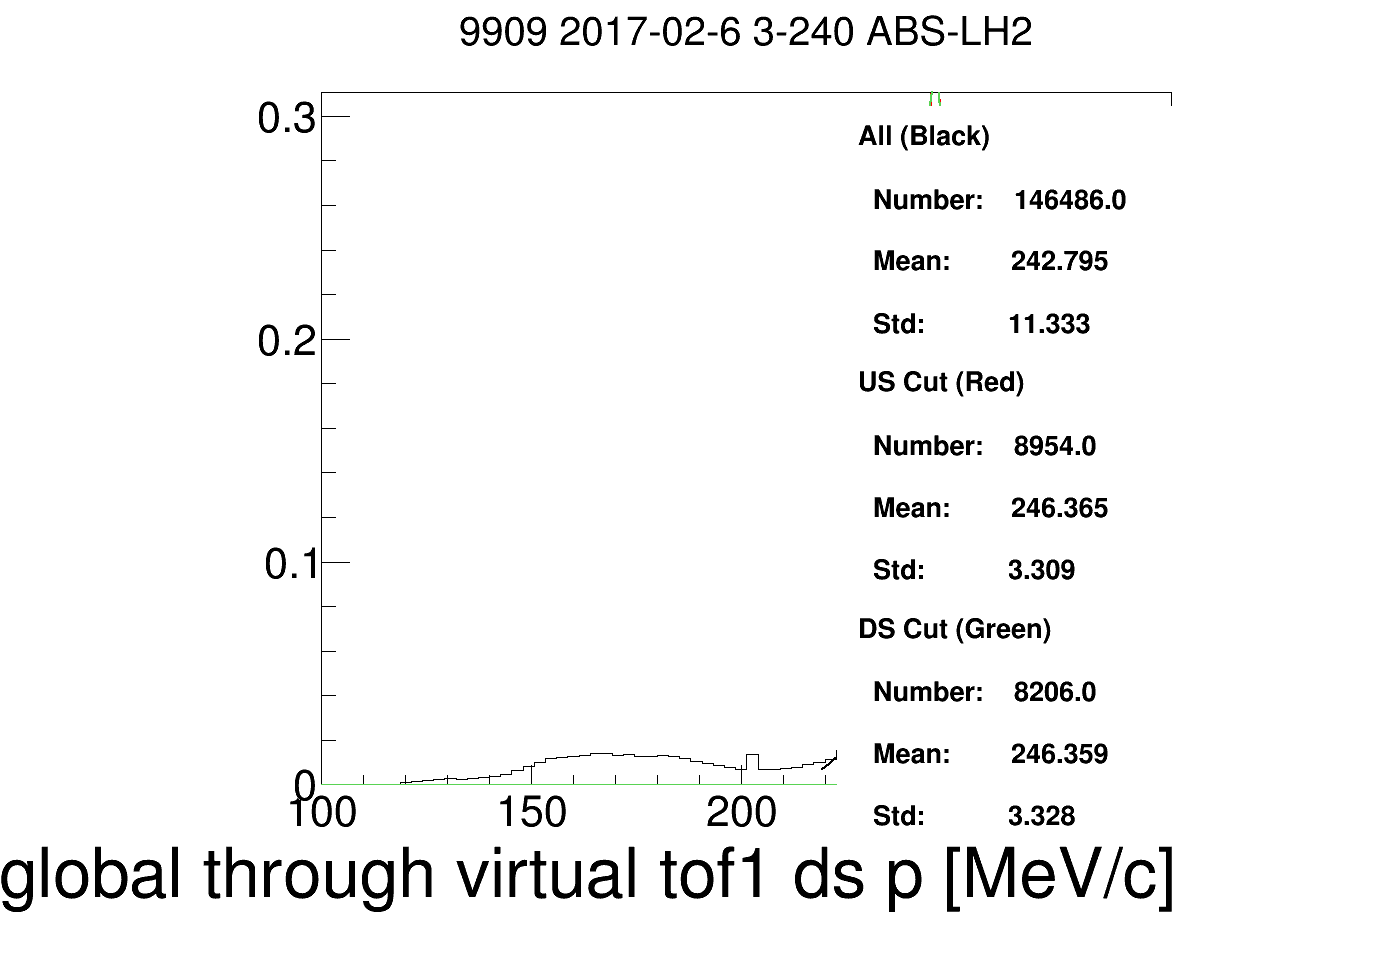 9909 2017-02-6 3-240 ABS-LH2
0.3
0.2
0.1
0
100 150 200
All (Black)
Number: 146486.0
Mean: 242.795
Std: 11.333
US Cut (Red)
Number: 8954.0
Mean: 246.365
Std: 3.309
DS Cut (Green)
Number: 8206.0
Mean: 246.359
Std: 3.328
global through virtual tof1 ds p [MeV/c]